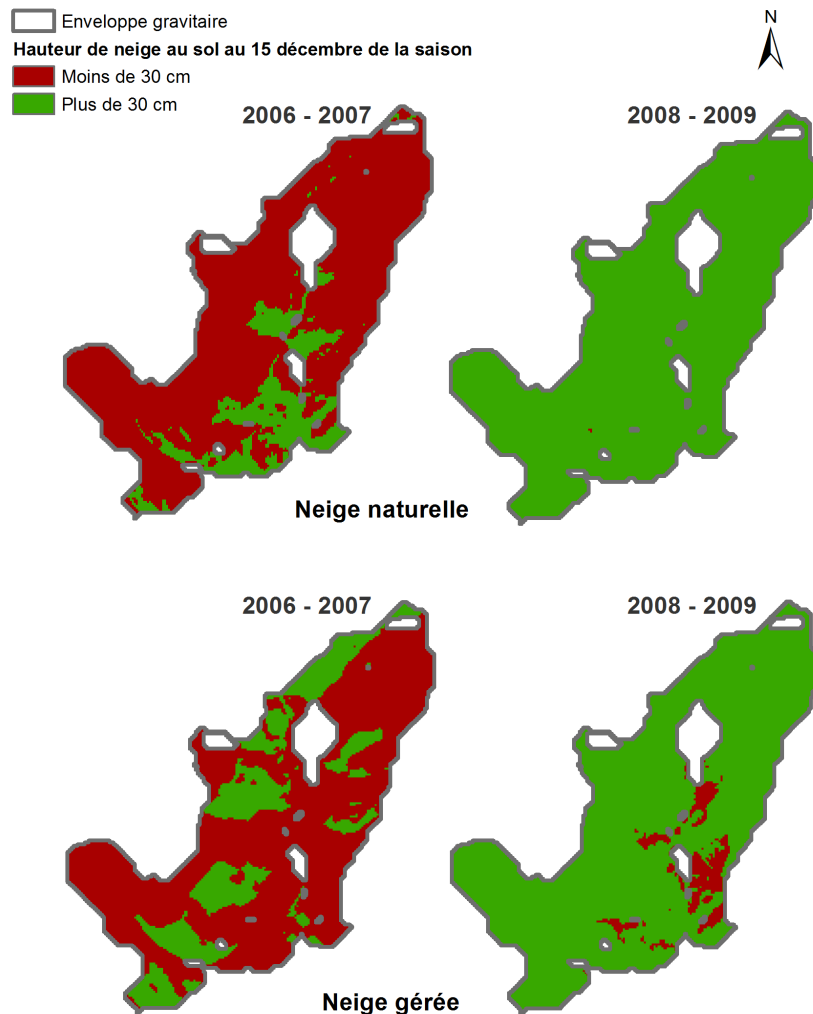 Enveloppe gravitaire
N
Hauteur de neige au sol au 15 décembre de la saison
Moins de 30 cm
Plus de 30 cm
2006 - 2007
2008 - 2009
Neige naturelle
2006 - 2007
2008 - 2009
Neige gérée